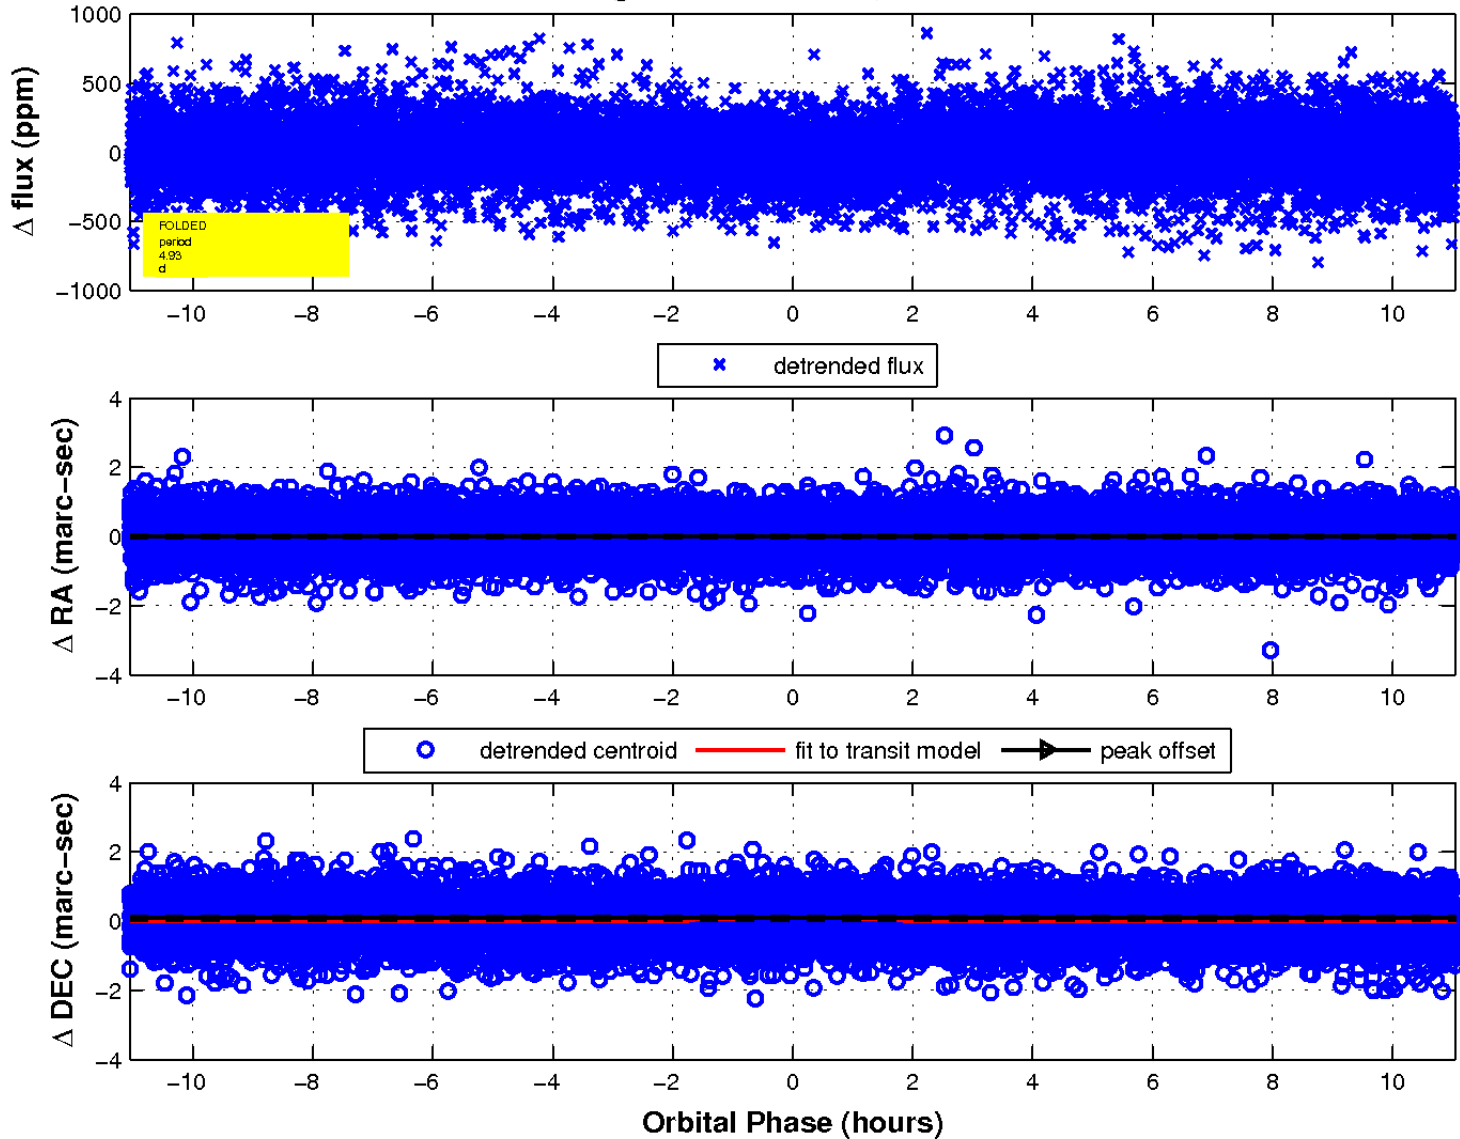 1000
500
0
−500
−1000
Δ flux (ppm)
FOLDED
period
4.93
d
−10 −8 −6 −4 −2 0 2 4 6 8 10
detrended flux
4
2
0
−2
−4
Δ RA (marc−sec)
−10 −8 −6 −4 −2 0 2 4 6 8 10
detrended centroid fit to transit model peak offset
4
2
0
−2
−4
Δ DEC (marc−sec)
−10 −8 −6 −4 −2 0 2 4 6 8 10
Orbital Phase (hours)